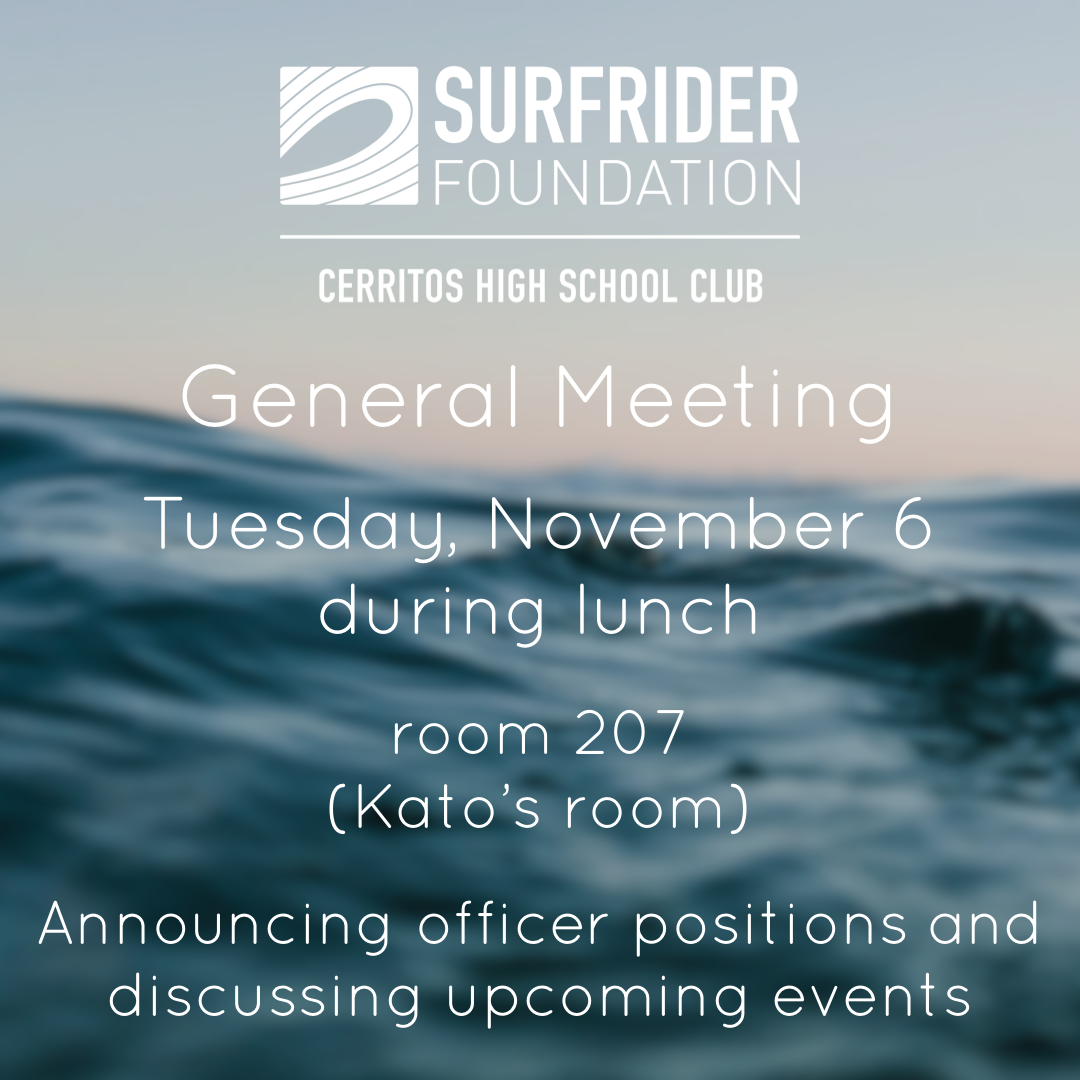 SURFRIDER
FOUNDATION
CERRITOS HIGH SCHOOL CLUB
General Meeting
Tuesday, November 6
during lunch
room 207
(Kato’s room)
Announcing officer positions and
discussing upcoming events